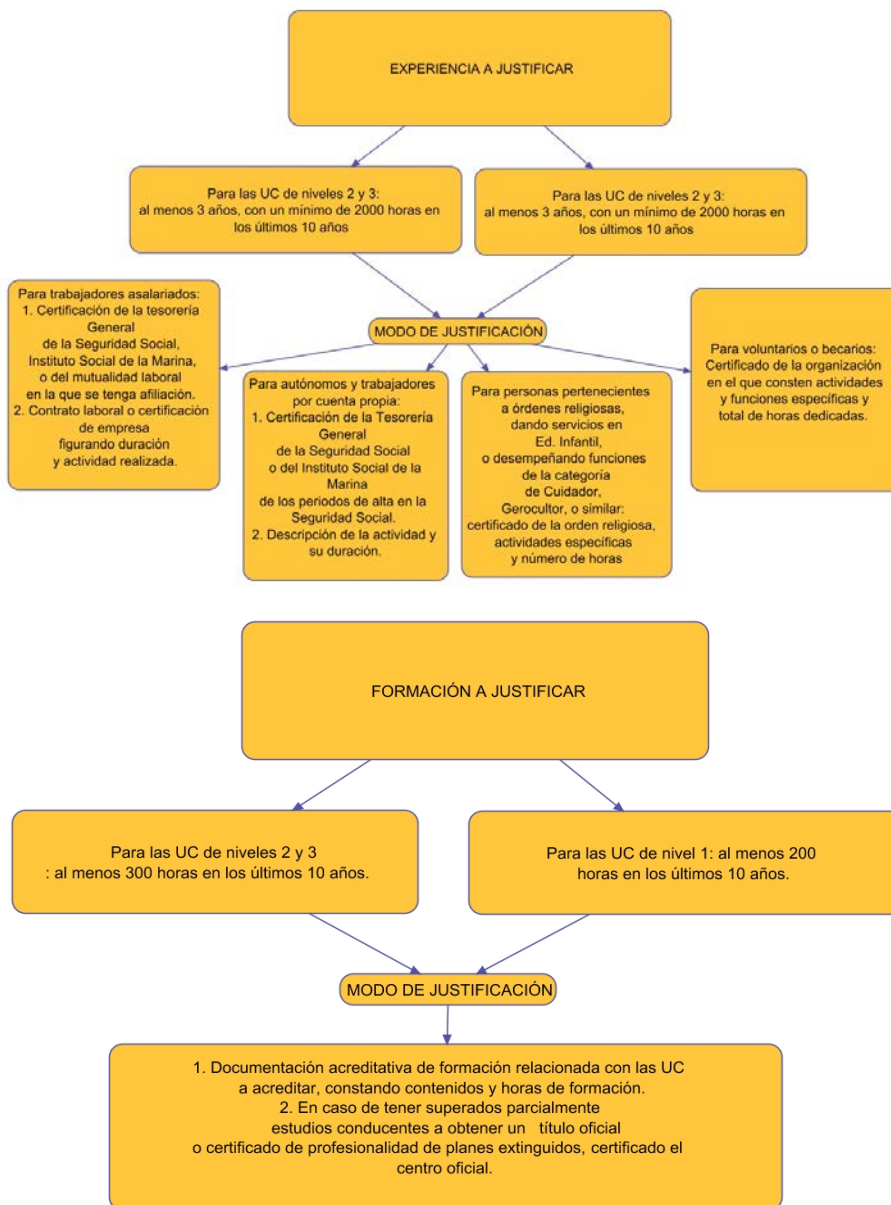 EXPERIENCIA A JUSTIFICAR
Para las UC de niveles 2 y 3:
al menos 3 años, con un mínimo de 2000 horas en
los últimos 10 años
Para las UC de niveles 2 y 3:
al menos 3 años, con un mínimo de 2000 horas en
los últimos 10 años
MODO DE JUSTIFICACIÓN
Para trabajadores asalariados:
1. Certificación de la tesorería
General
de la Seguridad Social,
Instituto Social de la Marina,
o del mutualidad laboral
en la que se tenga afiliación.
2. Contrato laboral o certificación
de empresa
figurando duración
y actividad realizada.
Para autónomos y trabajadores
por cuenta propia:
1. Certificación de la Tesorería
General
de la Seguridad Social
o del Instituto Social de la
Marina
de los periodos de alta en la
Seguridad Social.
2. Descripción de la actividad y
su duración.
Para personas pertenecientes
a órdenes religiosas,
dando servicios en
Ed. Infantil,
o desempeñando funciones
de la categoría
de Cuidador,
Gerocultor, o similar:
certificado de la orden religiosa,
actividades específicas
y número de horas
Para voluntarios o becarios:
Certificado de la organización
en el que consten actividades
y funciones específicas y
total de horas dedicadas.
FORMACIÓN A JUSTIFICAR
Para las UC de niveles 2 y 3
: al menos 300 horas en los últimos 10 años.
Para las UC de nivel 1: al menos 200
horas en los últimos 10 años.
MODO DE JUSTIFICACIÓN
1. Documentación acreditativa de formación relacionada con las UC
a acreditar, constando contenidos y horas de formación.
2. En caso de tener superados parcialmente
estudios conducentes a obtener un título oficial
o certificado de profesionalidad de planes extinguidos, certificado el
centro oficial.